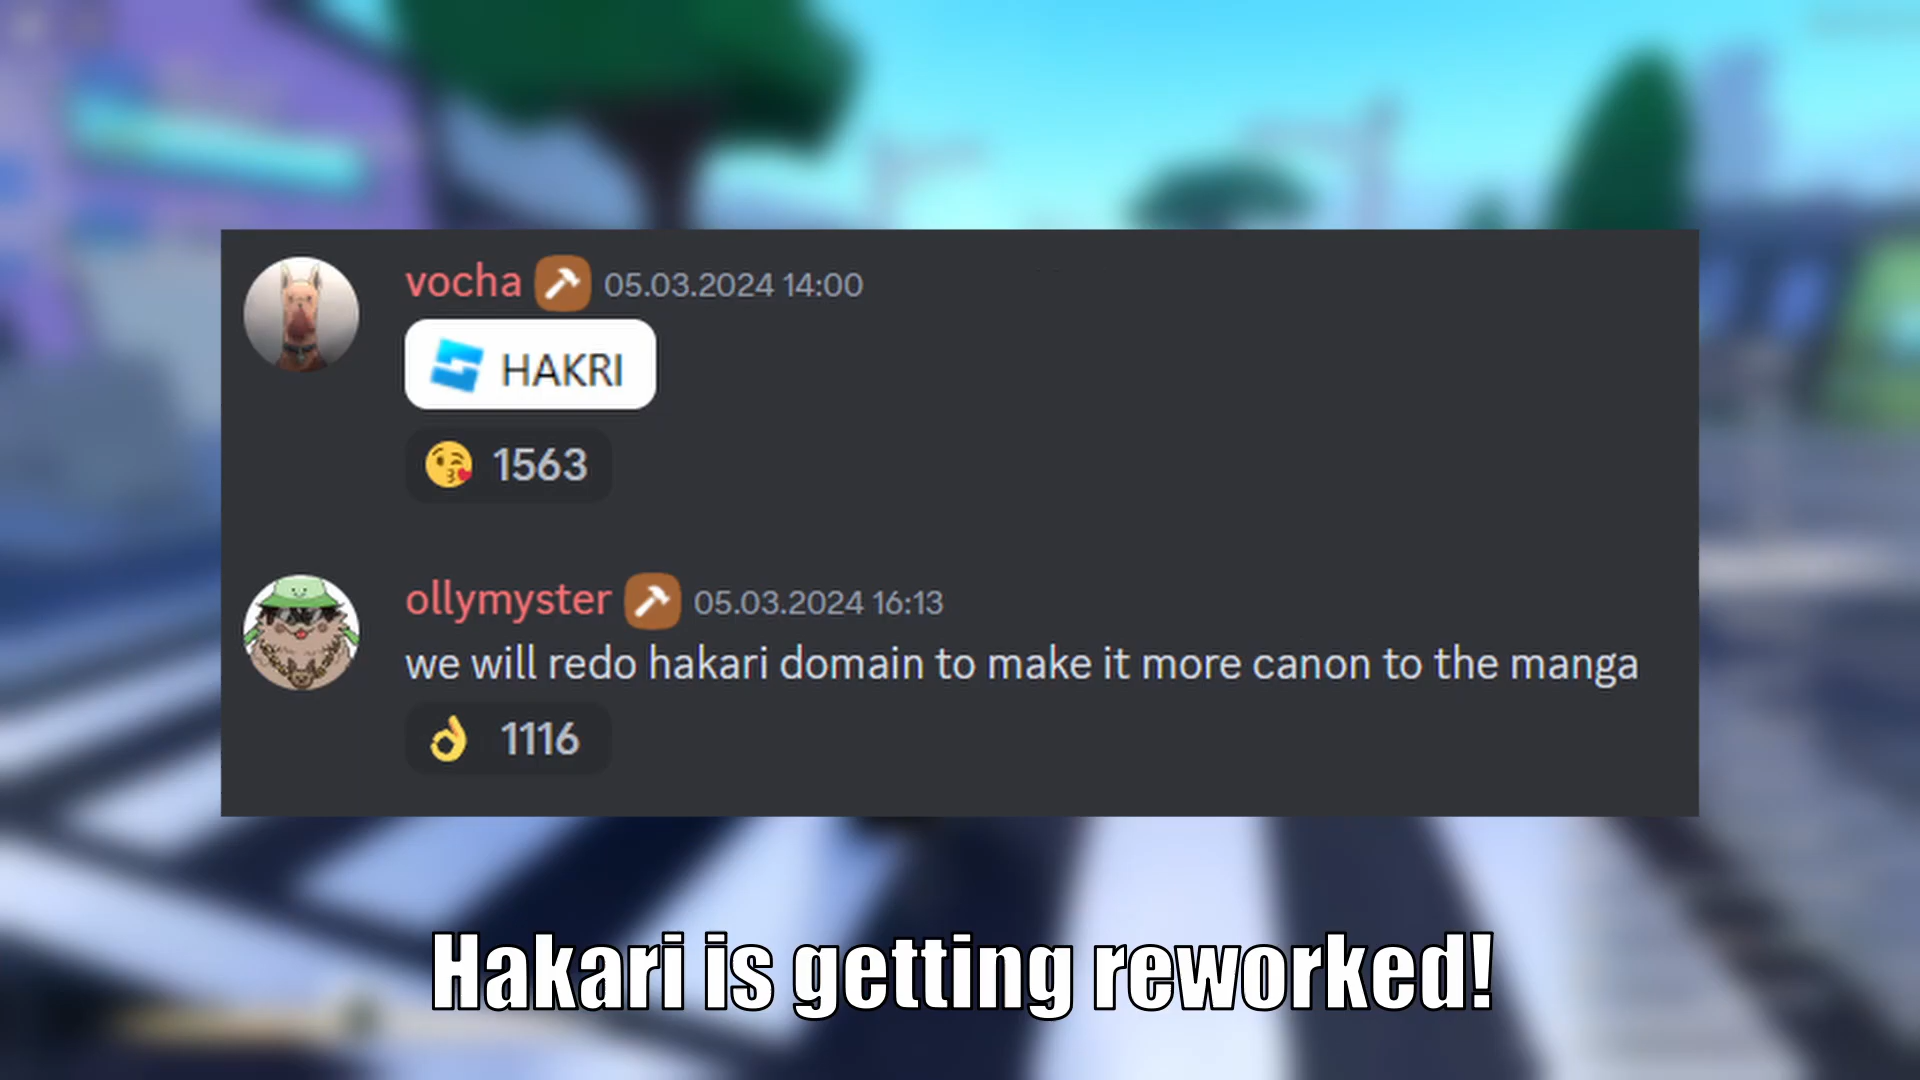 vocha 05.03.2024 14:00
HAKRI
1563
ollymyster 05.03.2024 16:13
we will redo hakari domain to make it more canon to the manga
1116
Hakari is getting reworked!